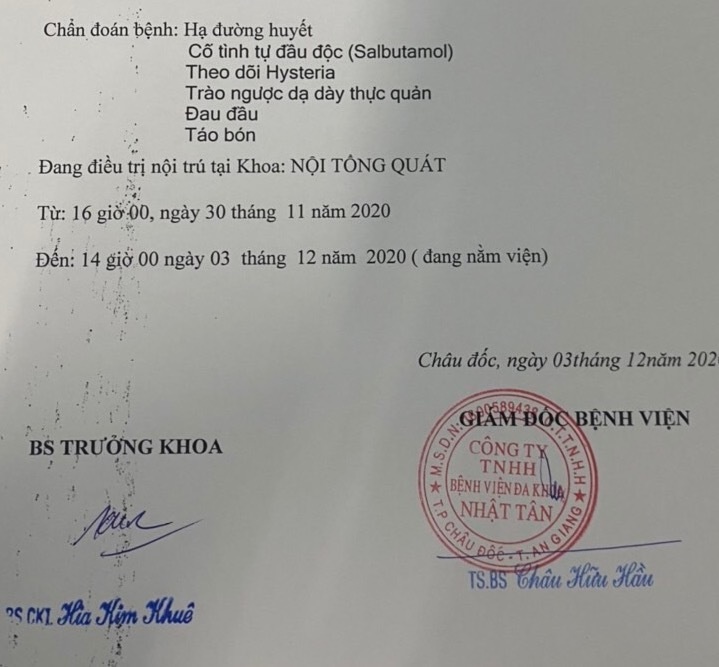 Chẩn đoán bệnh: Hạ đường huyết
Cố tình tự đầu độc (Salbutamol)
Theo dõi Hysteria
Trào ngược dạ dày thực quản
Đau đầu
Táo bón
Đang điều trị nội trú tại Khoa: NỘI TỔNG QUÁT
Từ: 16 giờ 00, ngày 30 tháng 11 năm 2020
Đến: 14 giờ 00 ngày 03 tháng 12 năm 2020 ( đang nằm viện)
Châu đốc, ngày 03tháng 12năm 202
GIÁM ĐỐC BỆNH VIỆN
BS TRƯỞNG KHOA
M.S.D.N: C.T.T.N.H.H
CÔNG TY
TNHH
BỆNH VIỆN ĐA KHOA
NHẬT TÂN
T.P CHÂU ĐỐC - T. AN GIANG
TS.BS Châu Hữu Hầu
BS CKI. Hia Kim Khuê